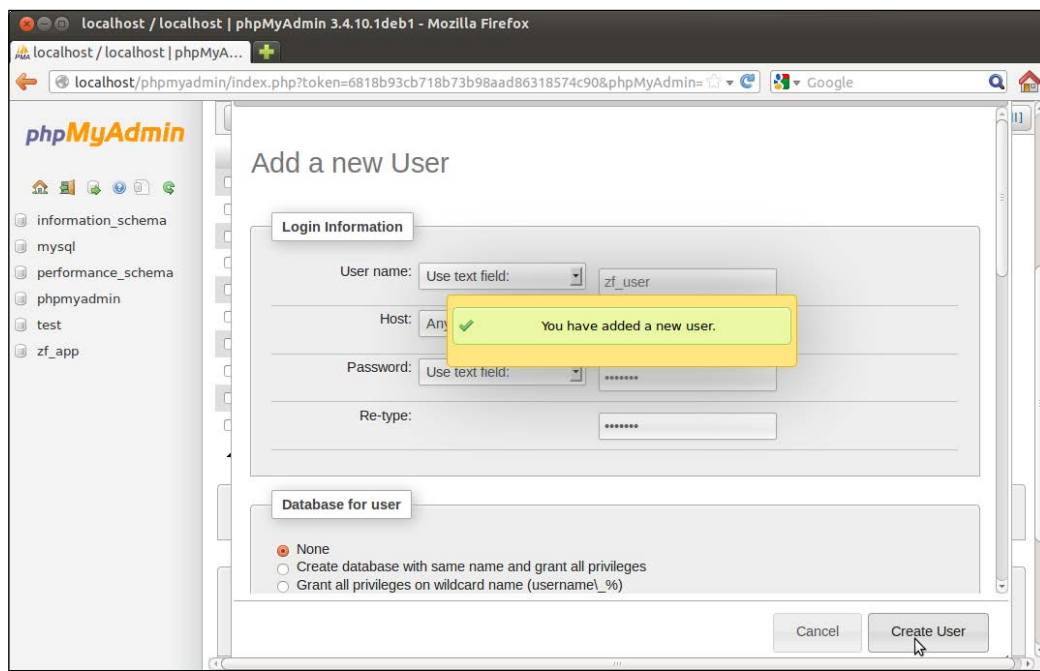 localhost / localhost | phpMyAdmin 3.4.10.1deb1 - Mozilla Firefox
localhost / localhost | phpMyA...
localhost/phpmyadmin/index.php?token=6818b93cb718b73b98aad86318574c90&phpMyAdmin=
Google
phpMyAdmin
information_schema
mysql
performance_schema
phpmyadmin
test
zf_app
Add a new User
Login Information
User name:
Use text field:
zf_user
Host:
Any
You have added a new user.
Password:
Use text field:
•••••••
Re-type:
•••••••
Database for user
None
Create database with same name and grant all privileges
Grant all privileges on wildcard name (username\_%)
Cancel
Create User